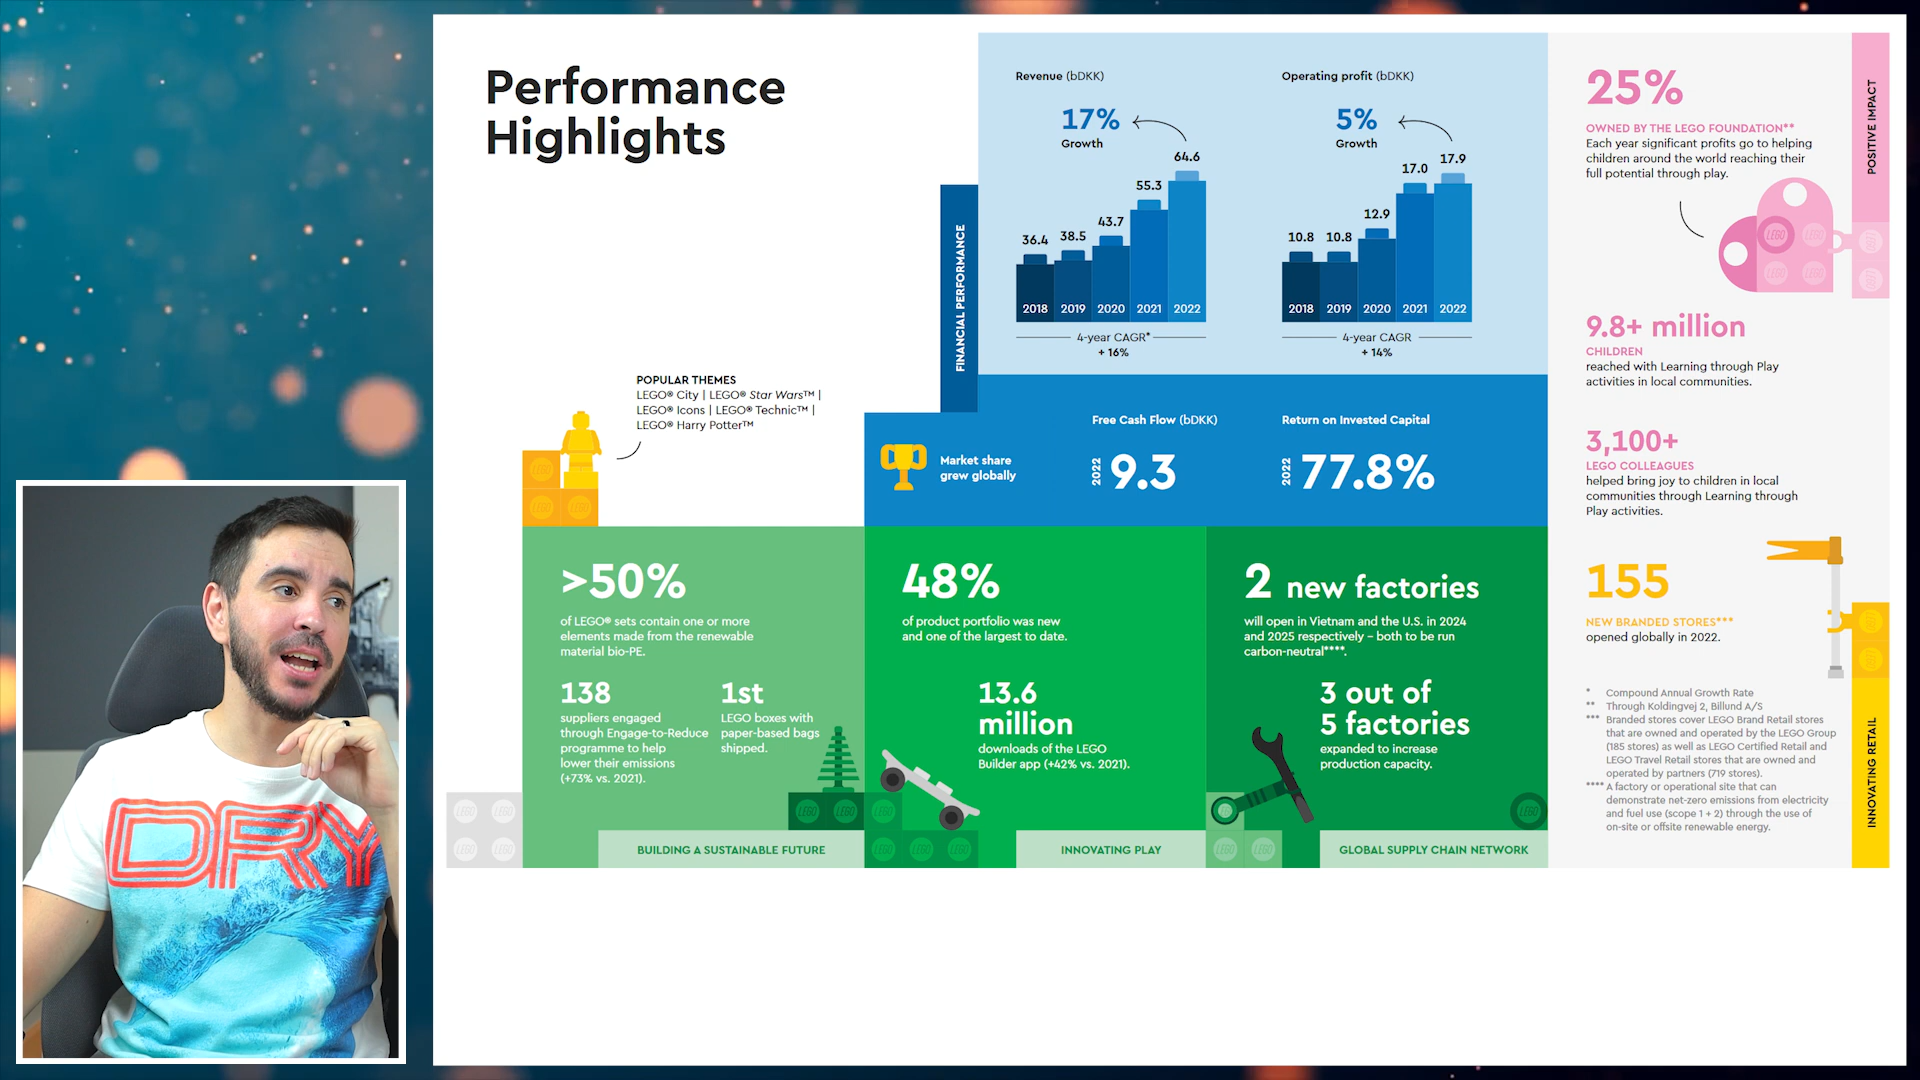 Performance
Highlights
POPULAR THEMES
LEGO® City | LEGO® Star Wars™ |
LEGO® Icons | LEGO® Technic™ |
LEGO® Harry Potter™
FINANCIAL PERFORMANCE
Revenue (bDKK)
17%
Growth
36.4
38.5
43.7
55.3
64.6
2018
2019
2020
2021
2022
4-year CAGR*
+ 16%
Operating profit (bDKK)
5%
Growth
10.8
10.8
12.9
17.0
17.9
2018
2019
2020
2021
2022
4-year CAGR
+ 14%
Market share
grew globally
Free Cash Flow (bDKK)
2022
9.3
Return on Invested Capital
2022
77.8%
>50%
of LEGO® sets contain one or more
elements made from the renewable
material bio-PE.
138
suppliers engaged
through Engage-to-Reduce
programme to help
lower their emissions
(+73% vs. 2021).
1st
LEGO boxes with
paper-based bags
shipped.
BUILDING A SUSTAINABLE FUTURE
48%
of product portfolio was new
and one of the largest to date.
13.6
million
downloads of the LEGO
Builder app (+42% vs. 2021).
INNOVATING PLAY
2 new factories
will open in Vietnam and the U.S. in 2024
and 2025 respectively – both to be run
carbon-neutral****.
3 out of
5 factories
expanded to increase
production capacity.
GLOBAL SUPPLY CHAIN NETWORK
25%
OWNED BY THE LEGO FOUNDATION**
Each year significant profits go to helping
children around the world reaching their
full potential through play.
POSITIVE IMPACT
9.8+ million
CHILDREN
reached with Learning through Play
activities in local communities.
3,100+
LEGO COLLEAGUES
helped bring joy to children in local
communities through Learning through
Play activities.
155
NEW BRANDED STORES***
opened globally in 2022.
* Compound Annual Growth Rate
** Through Koldingvej 2, Billund A/S
*** Branded stores cover LEGO Brand Retail stores
that are owned and operated by the LEGO Group
(185 stores) as well as LEGO Certified Retail and
LEGO Travel Retail stores that are owned and
operated by partners (719 stores).
**** A factory or operational site that can
demonstrate net-zero emissions from electricity
and fuel use (scope 1 + 2) through the use of
on-site or offsite renewable energy.
INNOVATING RETAIL
DRY